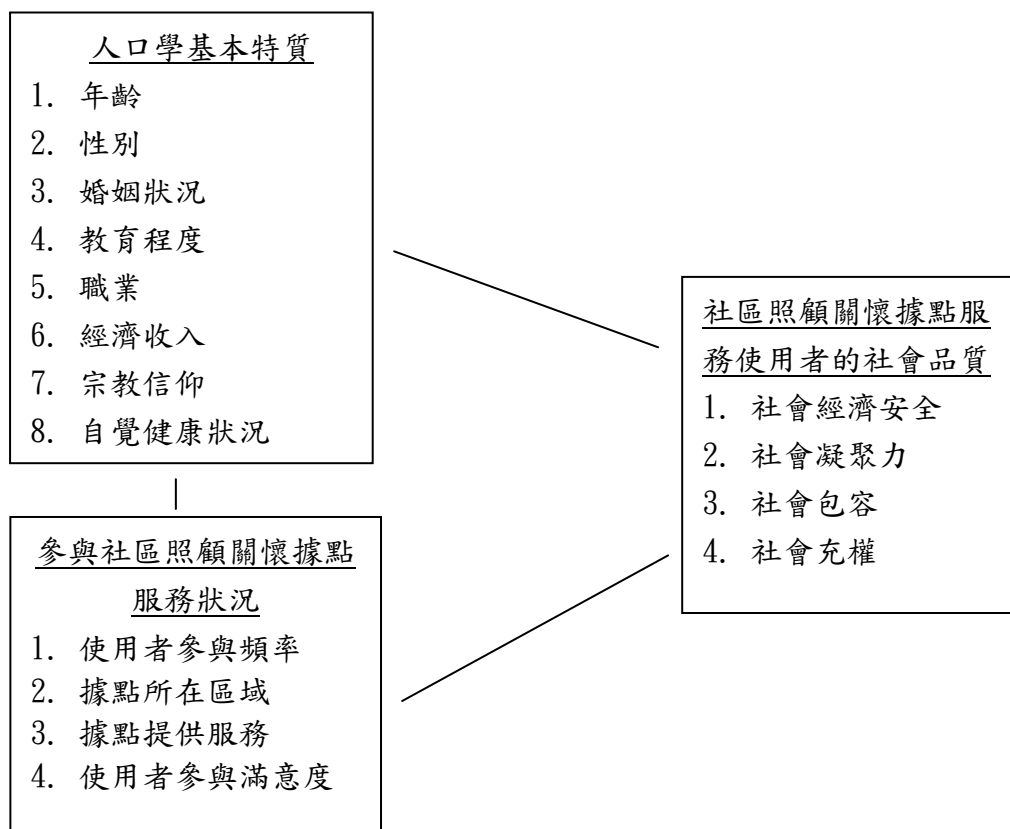 人口學基本特質
1. 年齡
2. 性別
3. 婚姻狀況
4. 教育程度
5. 職業
6. 經濟收入
7. 宗教信仰
8. 自覺健康狀況
參與社區照顧關懷據點
服務狀況
1. 使用者參與頻率
2. 據點所在區域
3. 據點提供服務
4. 使用者參與滿意度
社區照顧關懷據點服
務使用者的社會品質
1. 社會經濟安全
2. 社會凝聚力
3. 社會包容
4. 社會充權